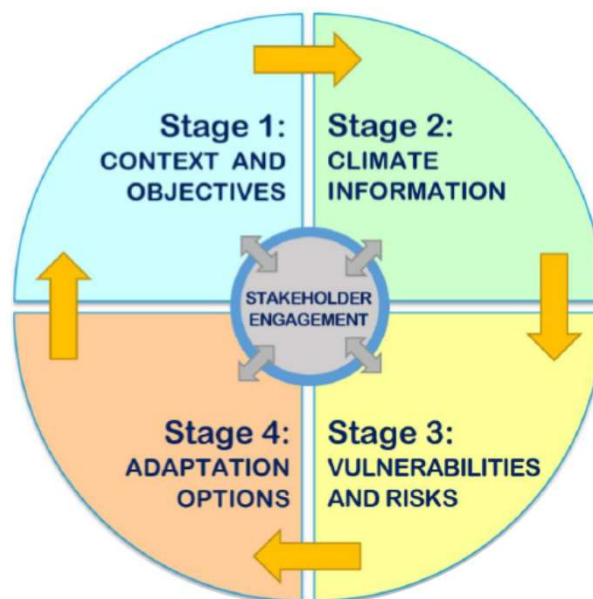 Stage 1:
CONTEXT AND
OBJECTIVES
Stage 2:
CLIMATE
INFORMATION
STAKEHOLDER
ENGAGEMENT
Stage 4:
ADAPTATION
OPTIONS
Stage 3:
VULNERABILITIES
AND RISKS